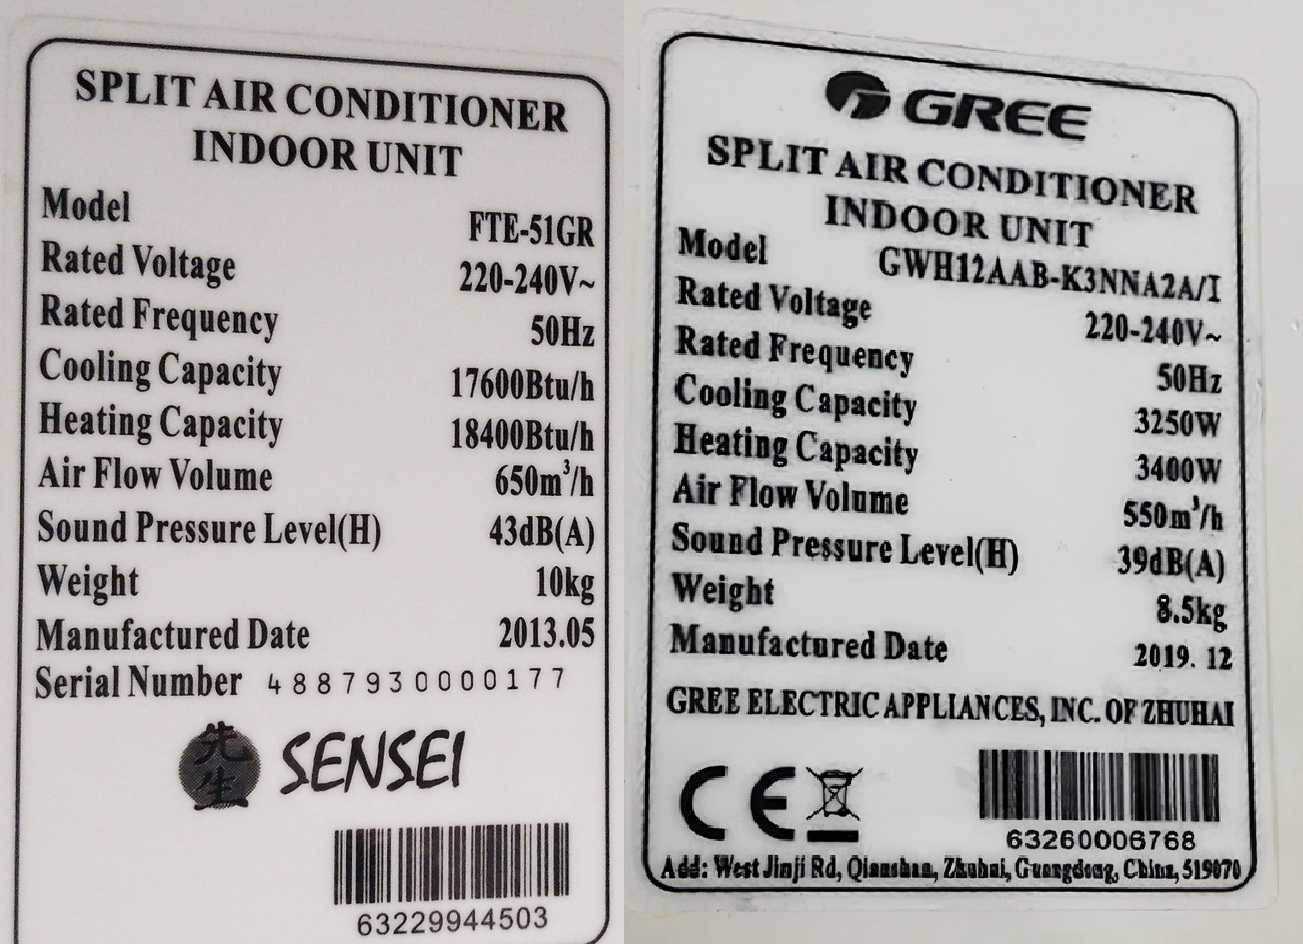 SPLIT AIR CONDITIONER
INDOOR UNIT
Model FTE-51GR
Rated Voltage 220-240V~
Rated Frequency 50Hz
Cooling Capacity 17600Btu/h
Heating Capacity 18400Btu/h
Air Flow Volume 650m³/h
Sound Pressure Level(H) 43dB(A)
Weight 10kg
Manufactured Date 2013.05
Serial Number 4887930000177
先生 SENSEI
63229944503
GREE
SPLIT AIR CONDITIONER
INDOOR UNIT
Model GWH12AAB-K3NNA2A/I
Rated Voltage 220-240V~
Rated Frequency 50Hz
Cooling Capacity 3250W
Heating Capacity 3400W
Air Flow Volume 550m³/h
Sound Pressure Level(H) 39dB(A)
Weight 8.5kg
Manufactured Date 2019. 12
GREE ELECTRIC APPLIANCES, INC. OF ZHUHAI
CE
63260006768
Add: West Jinji Rd, Qianshan, Zhuhai, Guangdong, China, 519070